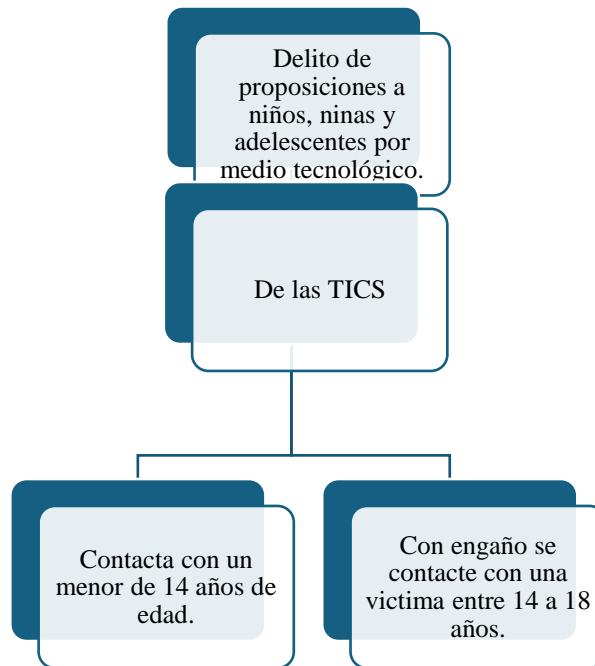 Delito de
proposiciones a
niños, ninas y
adelescentes por
medio tecnológico.
De las TICS
Contacta con un
menor de 14 años de
edad.
Con engaño se
contacte con una
victima entre 14 a 18
años.